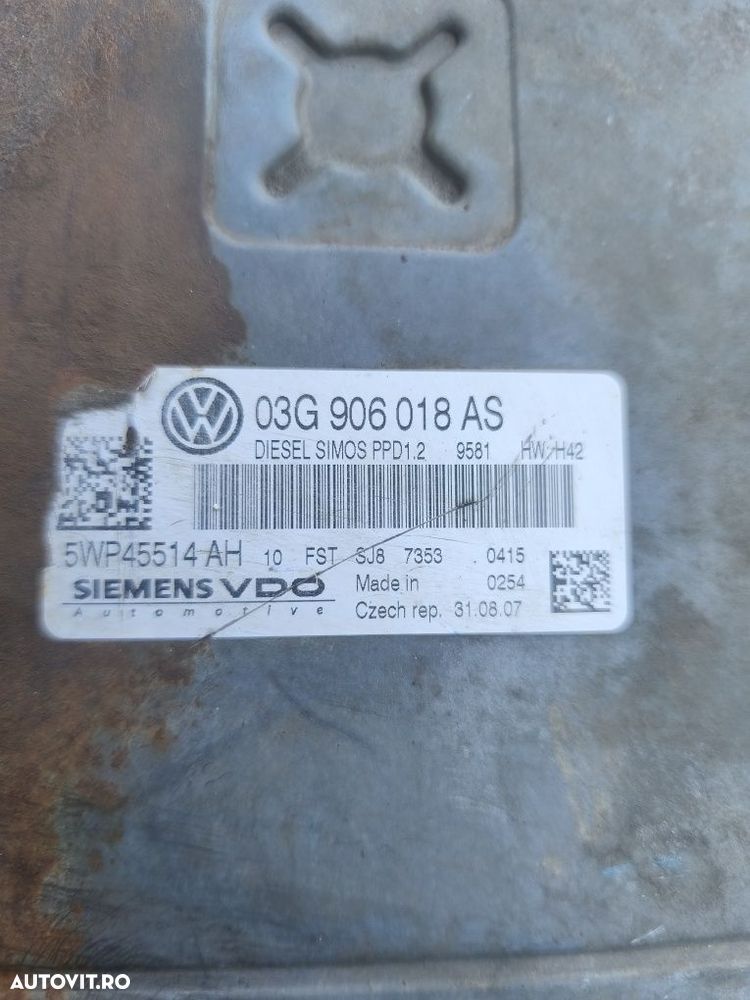 03G 906 018 AS
DIESEL SIMOS PPD1.2 9581 HW: H42
5WP45514 AH 10 FST SJ8 7353 0415
SIEMENS VDO Made in 0254
Automotive Czech rep. 31.08.07
AUTOVIT.RO